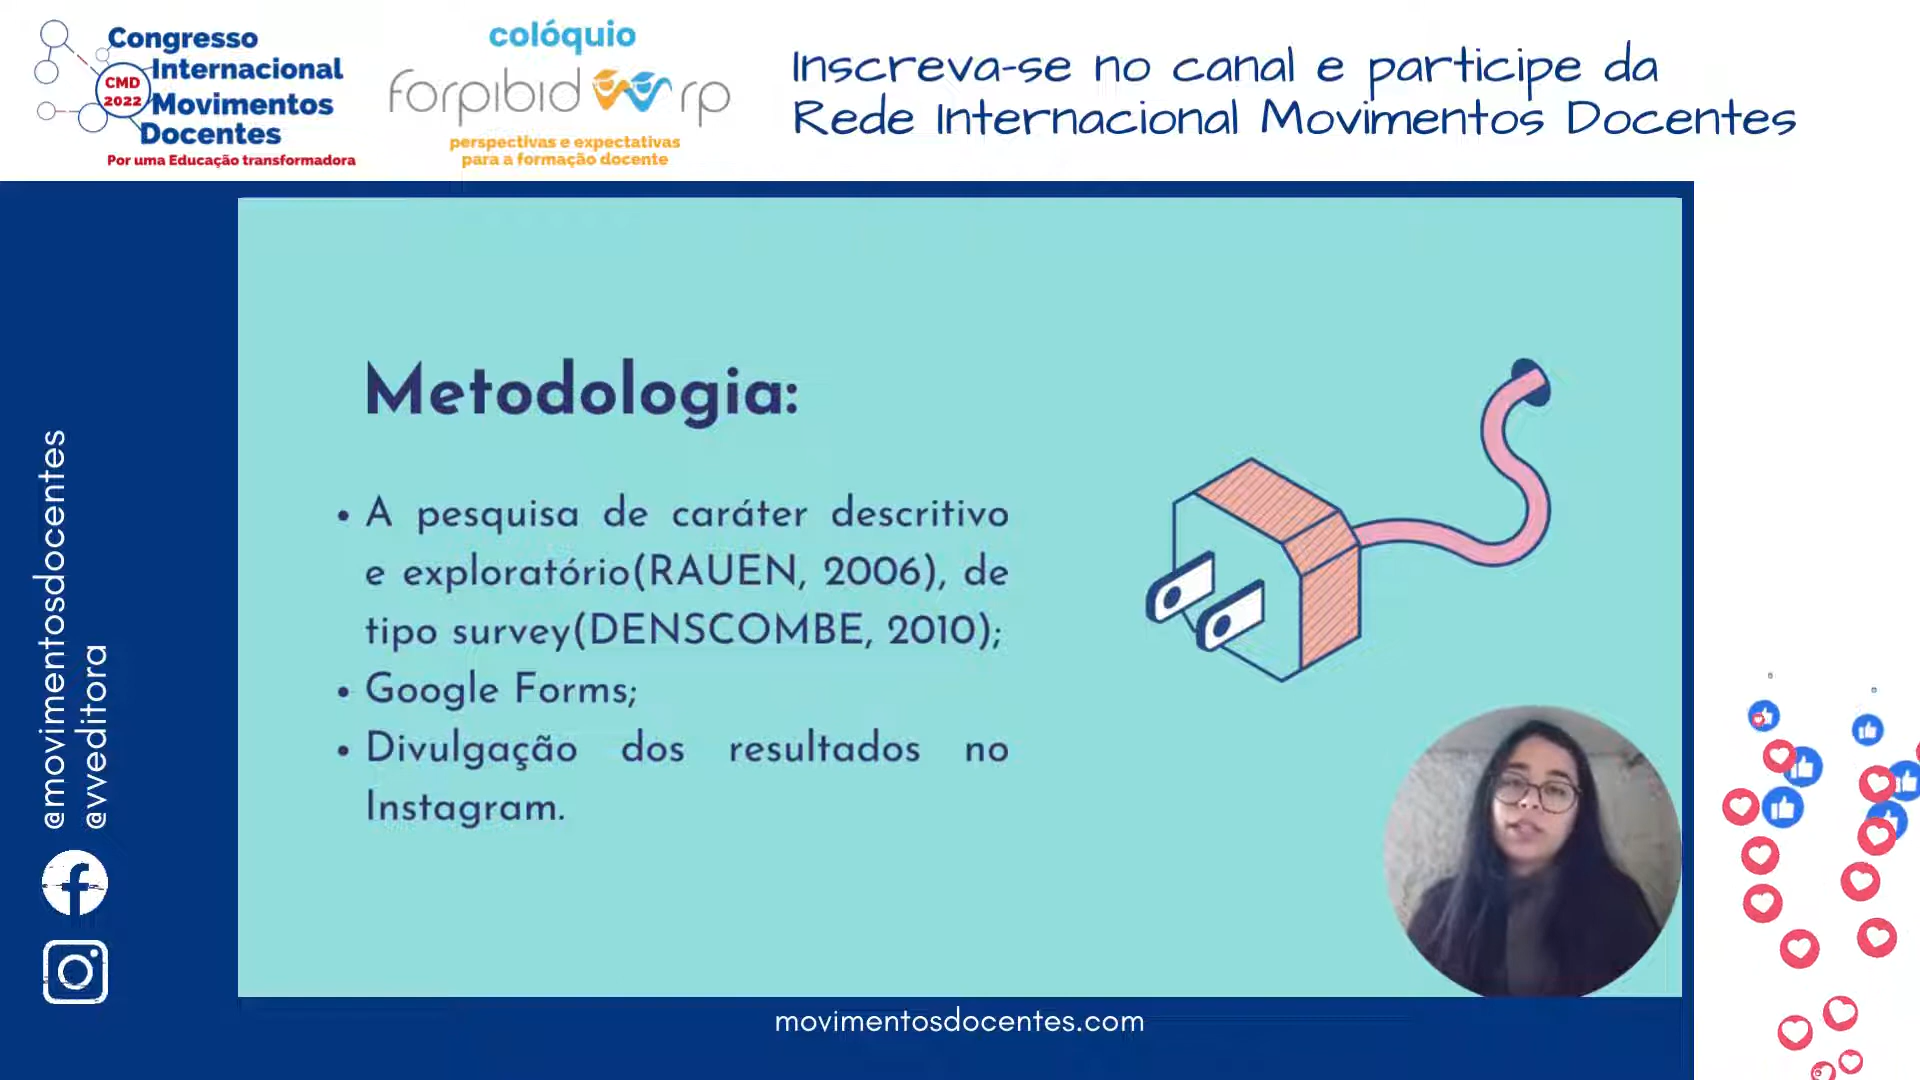 Congresso
Internacional
CMD
2022
Movimentos
Docentes
Por uma Educação transformadora
colóquio
forpibid rp
perspectivas e expectativas
para a formação docente
Inscreva-se no canal e participe da
Rede Internacional Movimentos Docentes
@movimentosdocentes
@vveditora
Metodologia:
• A pesquisa de caráter descritivo
e exploratório(RAUEN, 2006), de
tipo survey(DENSCOMBE, 2010);
• Google Forms;
• Divulgação dos resultados no
Instagram.
movimentosdocentes.com